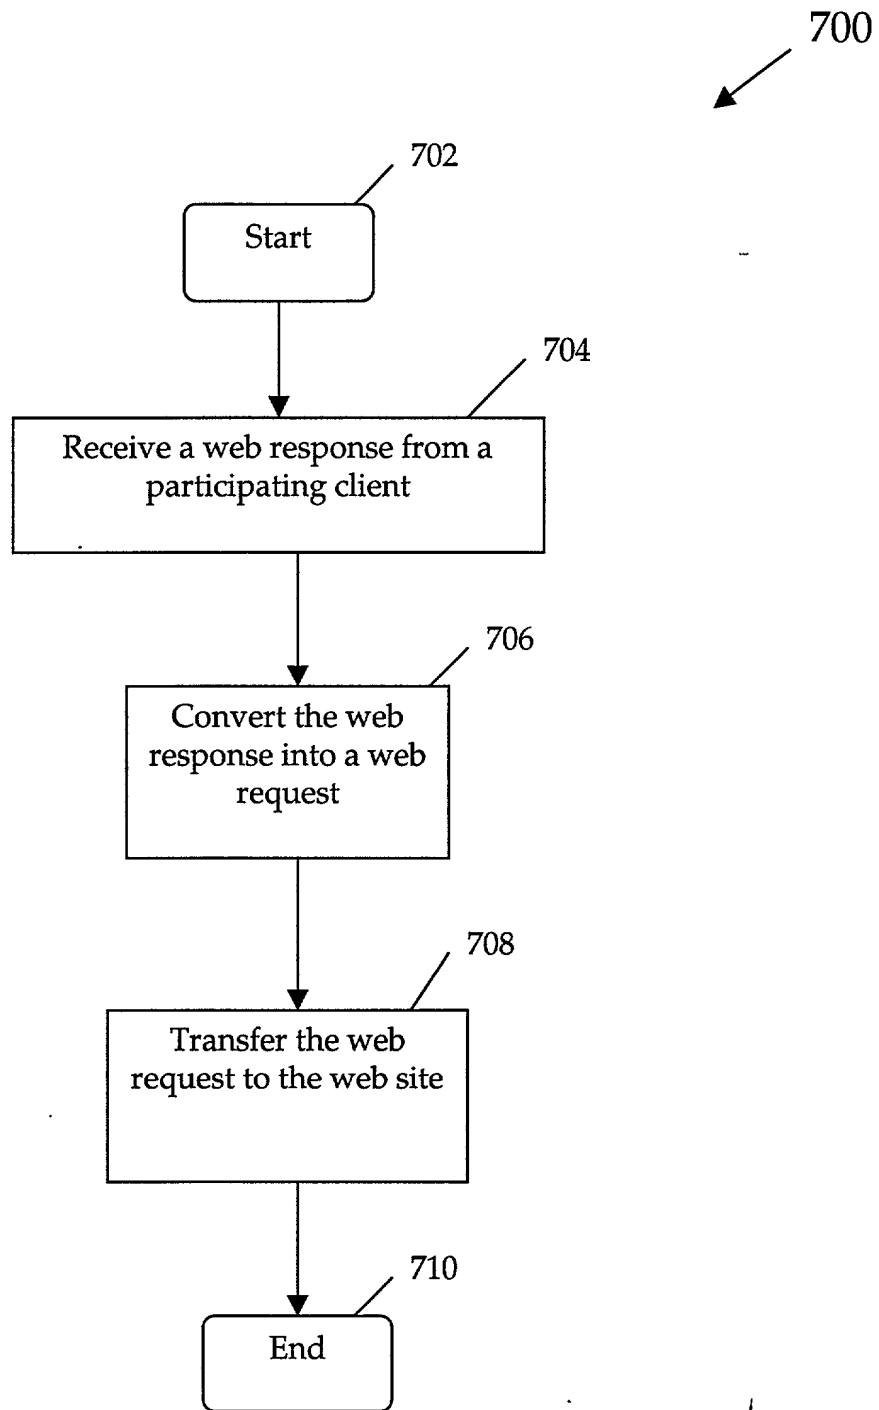 700
702
Start
704
Receive a web response from a
participating client
706
Convert the web
response into a web
request
708
Transfer the web
request to the web site
710
End